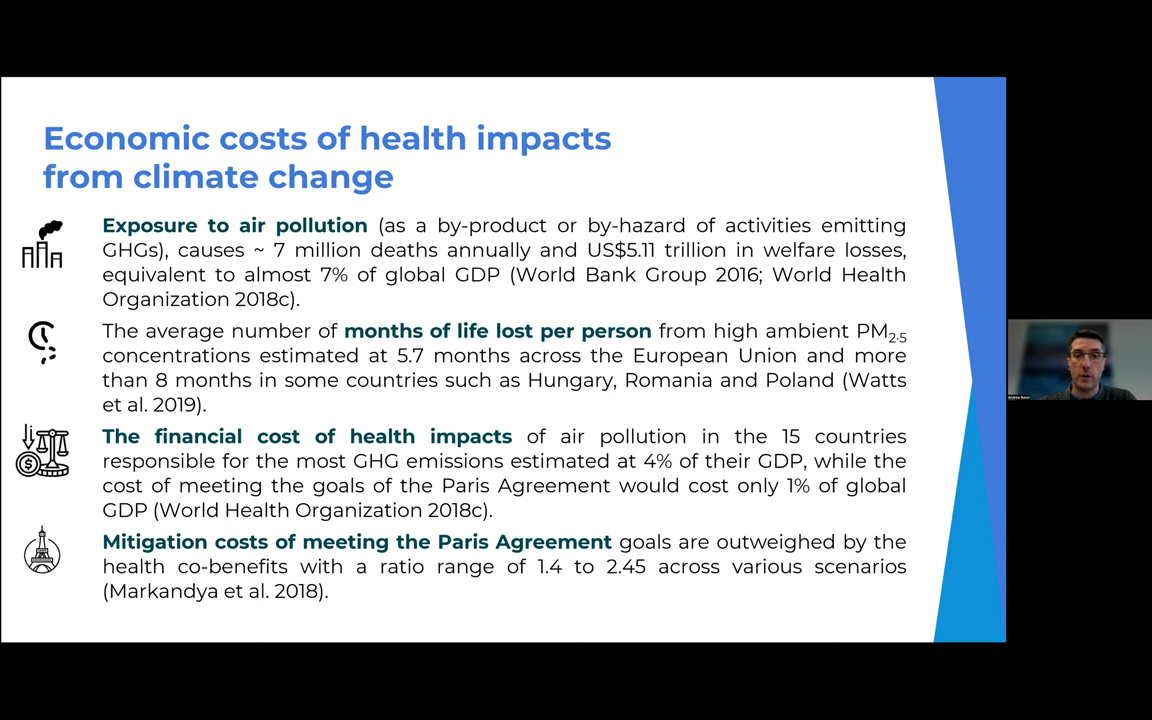 Economic costs of health impacts
from climate change
Exposure to air pollution (as a by-product or by-hazard of activities emitting
GHGs), causes ~ 7 million deaths annually and US$5.11 trillion in welfare losses,
equivalent to almost 7% of global GDP (World Bank Group 2016; World Health
Organization 2018c).
The average number of months of life lost per person from high ambient PM2·5
concentrations estimated at 5.7 months across the European Union and more
than 8 months in some countries such as Hungary, Romania and Poland (Watts
et al. 2019).
The financial cost of health impacts of air pollution in the 15 countries
responsible for the most GHG emissions estimated at 4% of their GDP, while the
cost of meeting the goals of the Paris Agreement would cost only 1% of global
GDP (World Health Organization 2018c).
Mitigation costs of meeting the Paris Agreement goals are outweighed by the
health co-benefits with a ratio range of 1.4 to 2.45 across various scenarios
(Markandya et al. 2018).